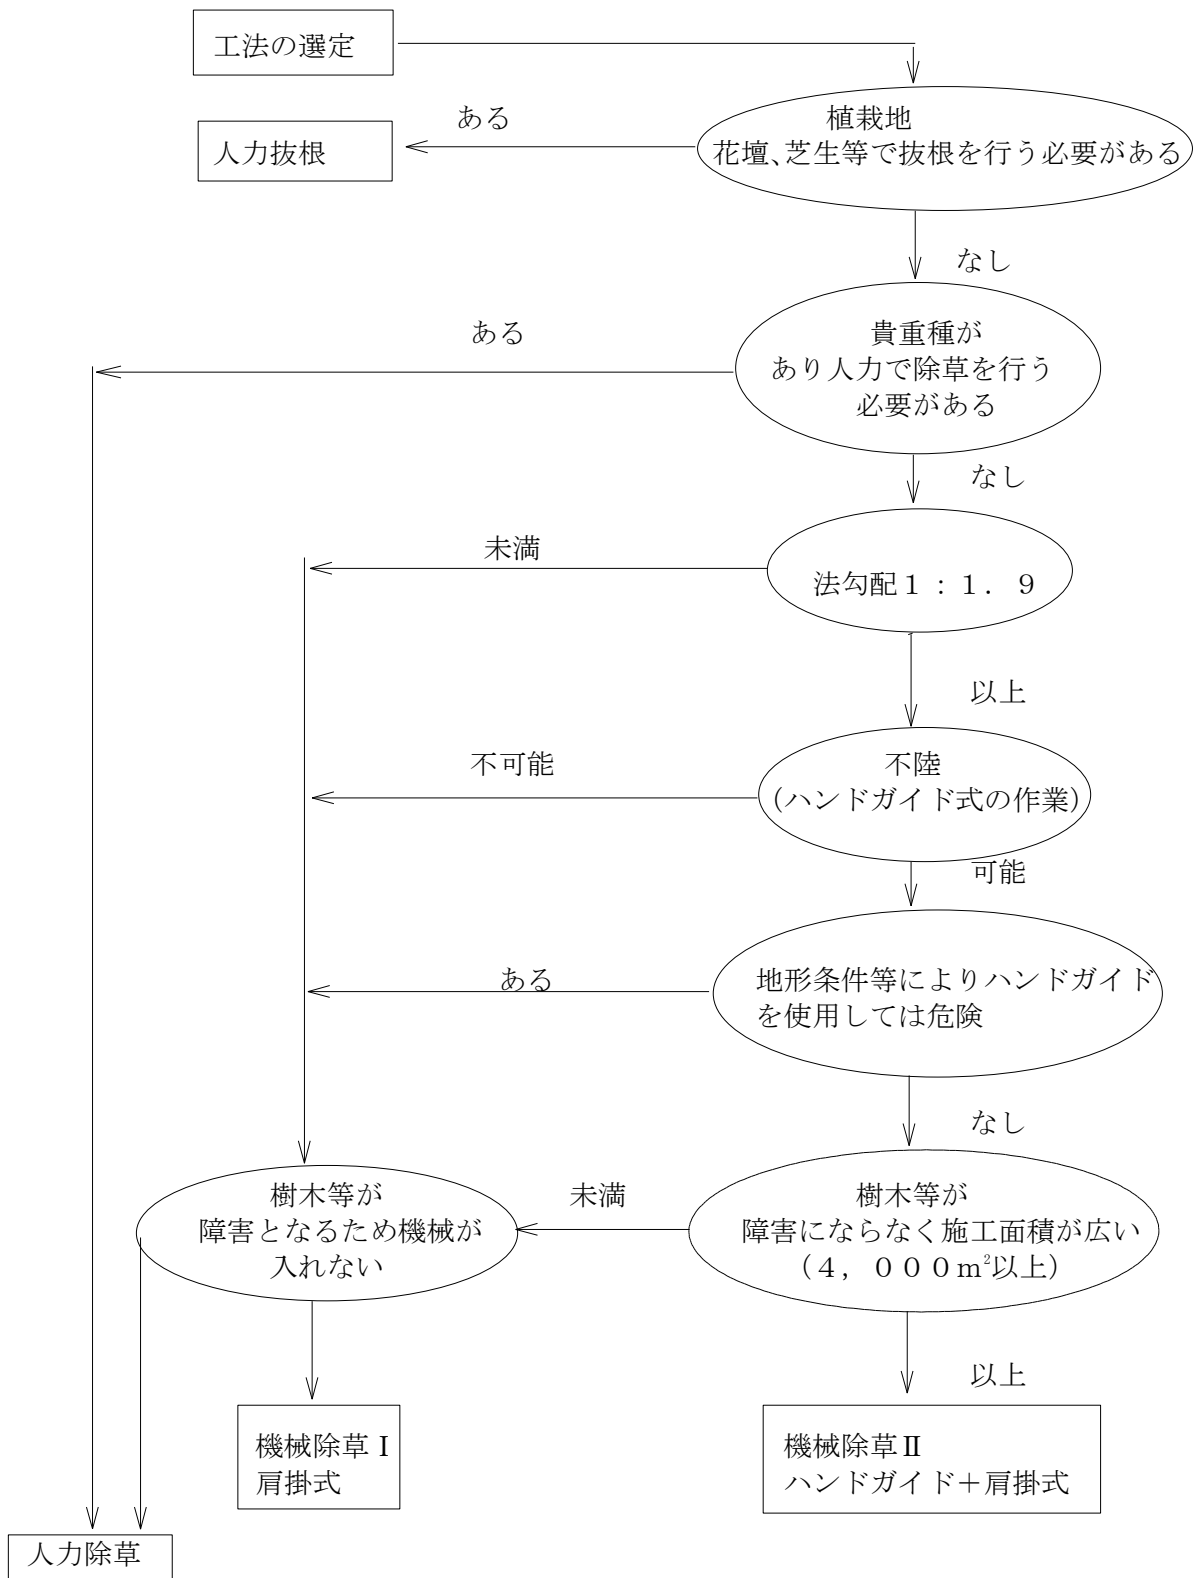 工法の選定
植栽地
花壇、芝生等で抜根を行う必要がある
ある
人力抜根
なし
貴重種が
あり人力で除草を行う
必要がある
ある
なし
法勾配１：１．９
未満
以上
不陸
（ハンドガイド式の作業）
不可能
可能
地形条件等によりハンドガイド
を使用しては危険
ある
なし
樹木等が
障害にならなく施工面積が広い
（４，０００㎡以上）
未満
樹木等が
障害となるため機械が
入れない
以上
機械除草Ⅰ
肩掛式
機械除草Ⅱ
ハンドガイド＋肩掛式
人力除草